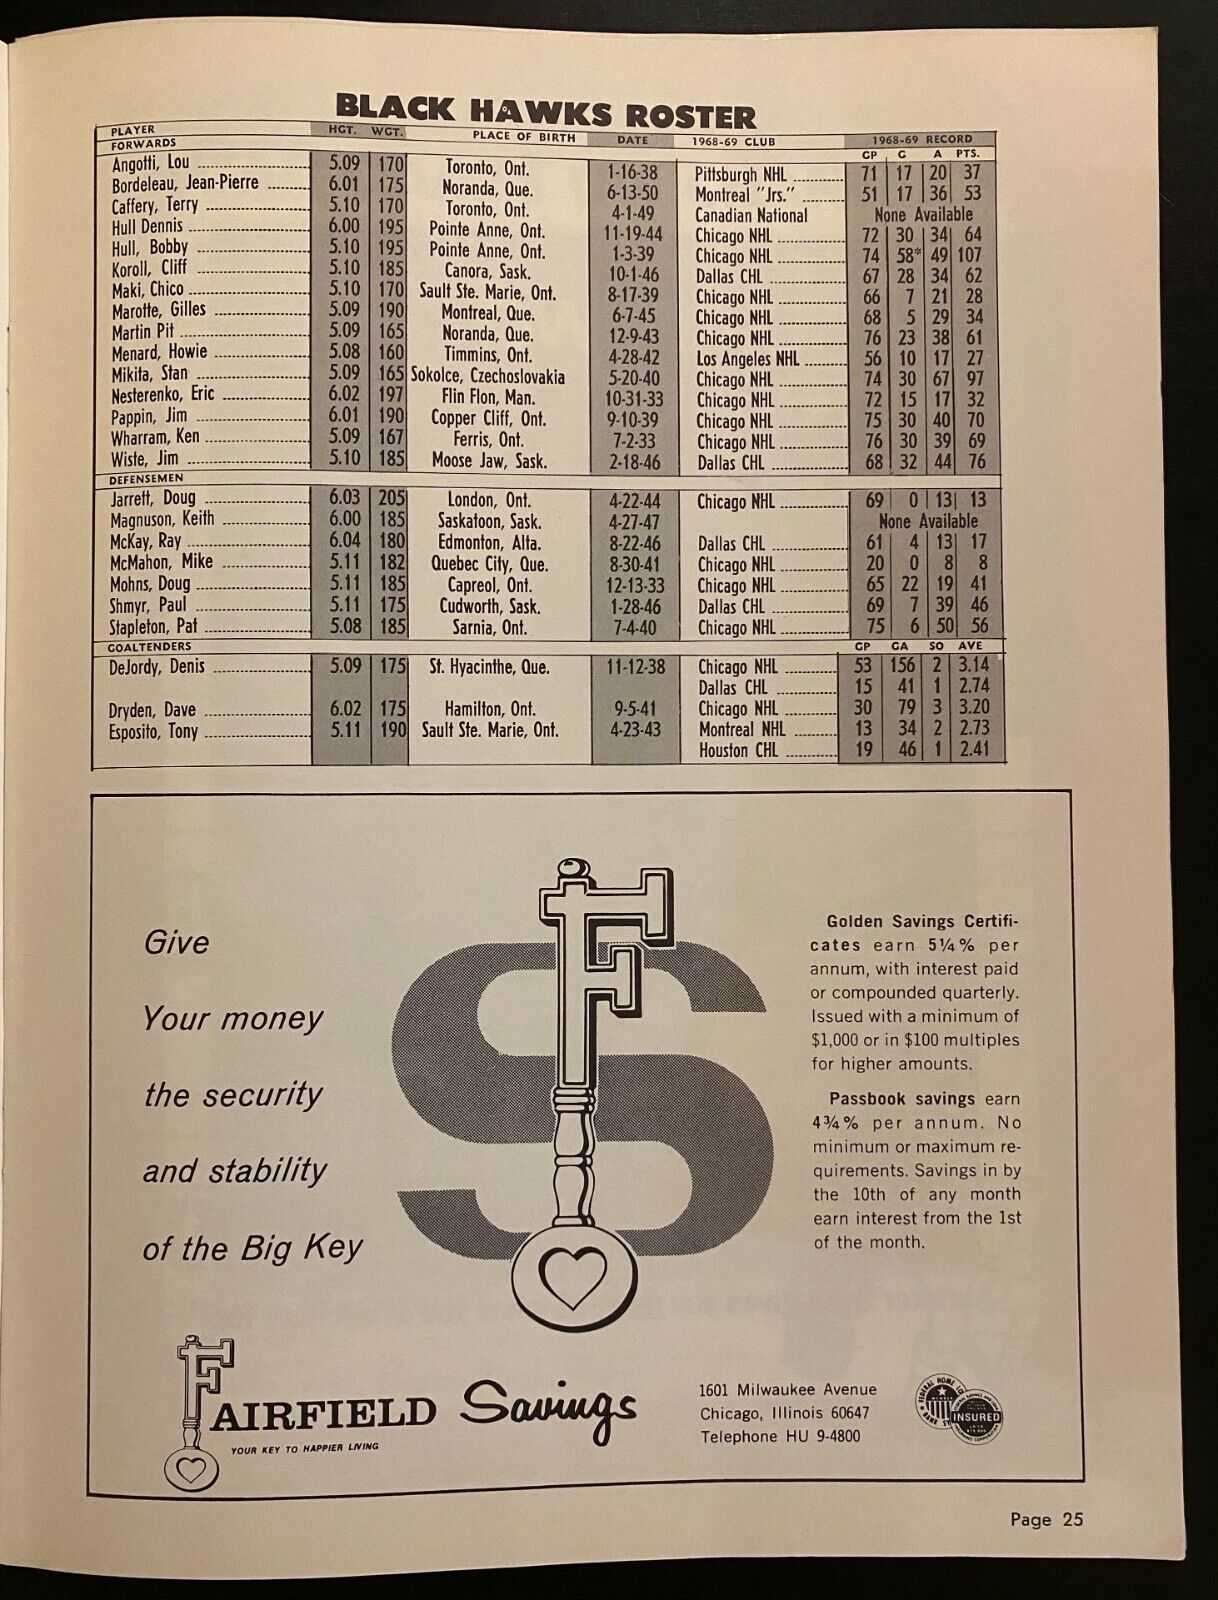 BLACK HAWKS ROSTER
PLAYER HGT. WGT. PLACE OF BIRTH DATE 1968-69 CLUB 1968-69 RECORD
FORWARDS GP G A PTS.
Angotti, Lou 5.09 170 Toronto, Ont. 1-16-38 Pittsburgh NHL 71 17 20 37
Bordeleau, Jean-Pierre 6.01 175 Noranda, Que. 6-13-50 Montreal "Jrs." 51 17 36 53
Caffery, Terry 5.10 170 Toronto, Ont. 4-1-49 Canadian National None Available
Hull Dennis 6.00 195 Pointe Anne, Ont. 11-19-44 Chicago NHL 72 30 34 64
Hull, Bobby 5.10 195 Pointe Anne, Ont. 1-3-39 Chicago NHL 74 58* 49 107
Koroll, Cliff 5.10 185 Canora, Sask. 10-1-46 Dallas CHL 67 28 34 62
Maki, Chico 5.10 170 Sault Ste. Marie, Ont. 8-17-39 Chicago NHL 66 7 21 28
Marotte, Gilles 5.09 190 Montreal, Que. 6-7-45 Chicago NHL 68 5 29 34
Martin Pit 5.09 165 Noranda, Que. 12-9-43 Chicago NHL 76 23 38 61
Menard, Howie 5.08 160 Timmins, Ont. 4-28-42 Los Angeles NHL 56 10 17 27
Mikita, Stan 5.09 165 Sokolce, Czechoslovakia 5-20-40 Chicago NHL 74 30 67 97
Nesterenko, Eric 6.02 197 Flin Flon, Man. 10-31-33 Chicago NHL 72 15 17 32
Pappin, Jim 6.01 190 Copper Cliff, Ont. 9-10-39 Chicago NHL 75 30 40 70
Wharram, Ken 5.09 167 Ferris, Ont. 7-2-33 Chicago NHL 76 30 39 69
Wiste, Jim 5.10 185 Moose Jaw, Sask. 2-18-46 Dallas CHL 68 32 44 76
DEFENSEMEN
Jarrett, Doug 6.03 205 London, Ont. 4-22-44 Chicago NHL 69 0 13 13
Magnuson, Keith 6.00 185 Saskatoon, Sask. 4-27-47 None Available
McKay, Ray 6.04 180 Edmonton, Alta. 8-22-46 Dallas CHL 61 4 13 17
McMahon, Mike 5.11 182 Quebec City, Que. 8-30-41 Chicago NHL 20 0 8 8
Mohns, Doug 5.11 185 Capreol, Ont. 12-13-33 Chicago NHL 65 22 19 41
Shmyr, Paul 5.11 175 Cudworth, Sask. 1-28-46 Dallas CHL 69 7 39 46
Stapleton, Pat 5.08 185 Sarnia, Ont. 7-4-40 Chicago NHL 75 6 50 56
GOALTENDERS GP GA SO AVE
DeJordy, Denis 5.09 175 St. Hyacinthe, Que. 11-12-38 Chicago NHL 53 156 2 3.14
Dallas CHL 15 41 1 2.74
Dryden, Dave 6.02 175 Hamilton, Ont. 9-5-41 Chicago NHL 30 79 3 3.20
Esposito, Tony 5.11 190 Sault Ste. Marie, Ont. 4-23-43 Montreal NHL 13 34 2 2.73
Houston CHL 19 46 1 2.41
Give
Your money
the security
and stability
of the Big Key
Golden Savings Certifi-
cates earn 5¼% per
annum, with interest paid
or compounded quarterly.
Issued with a minimum of
$1,000 or in $100 multiples
for higher amounts.
Passbook savings earn
4¾% per annum. No
minimum or maximum re-
quirements. Savings in by
the 10th of any month
earn interest from the 1st
of the month.
FAIRFIELD Savings
YOUR KEY TO HAPPIER LIVING
1601 Milwaukee Avenue
Chicago, Illinois 60647
Telephone HU 9-4800
FEDERAL HOME LO
BANK SY
INSURED
Page 25